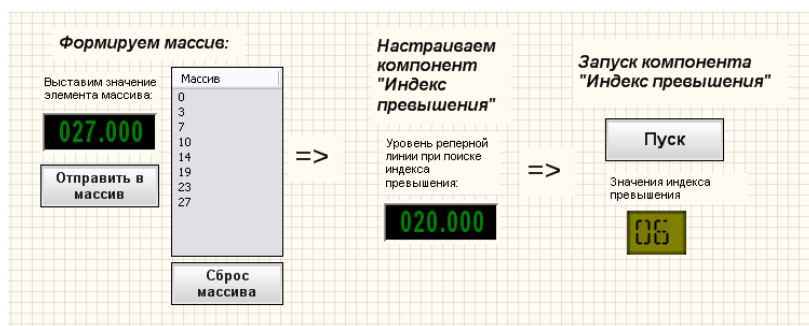 Формируем массив:
Выставим значение
элемента массива:
027.000
Отправить в
массив
Массив
0
3
7
10
14
19
23
27
Сброс
массива
=>
Настраиваем
компонент
"Индекс
превышения"
Уровень реперной
линии при поиске
индекса
превышения:
020.000
=>
Запуск компонента
"Индекс превышения"
Пуск
Значения индекса
превышения
06